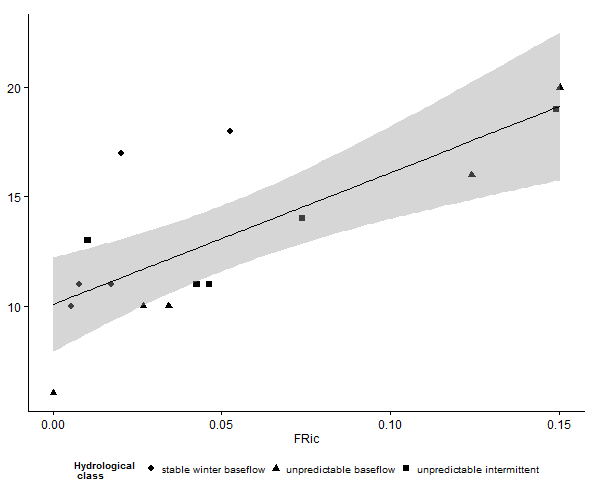 20
15
10
0.00 0.05 0.10 0.15
FRic
Hydrological
class
stable winter baseflow unpredictable baseflow unpredictable intermittent